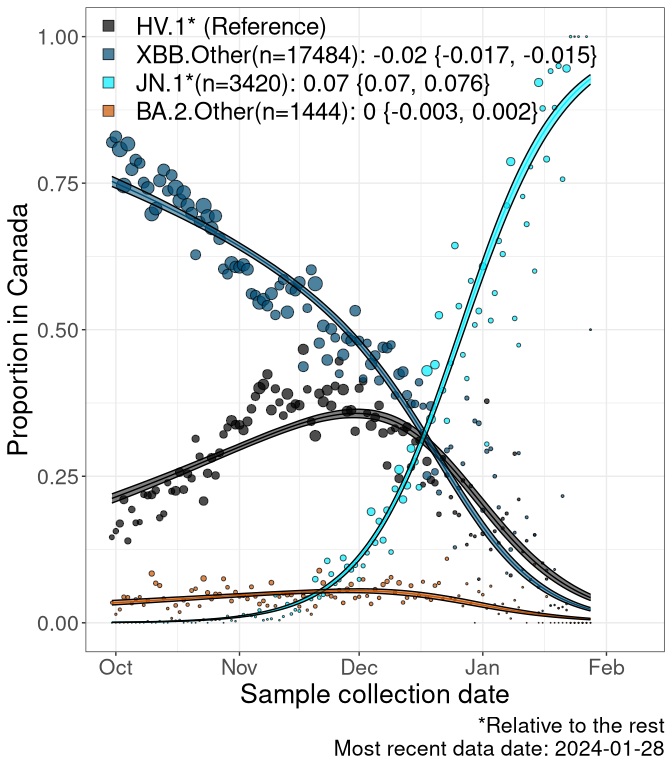 HV.1* (Reference)
XBB.Other(n=17484): -0.02 {-0.017, -0.015}
JN.1*(n=3420): 0.07 {0.07, 0.076}
BA.2.Other(n=1444): 0 {-0.003, 0.002}
Proportion in Canada
1.00
0.75
0.50
0.25
0.00
Oct Nov Dec Jan Feb
Sample collection date
*Relative to the rest
Most recent data date: 2024-01-28